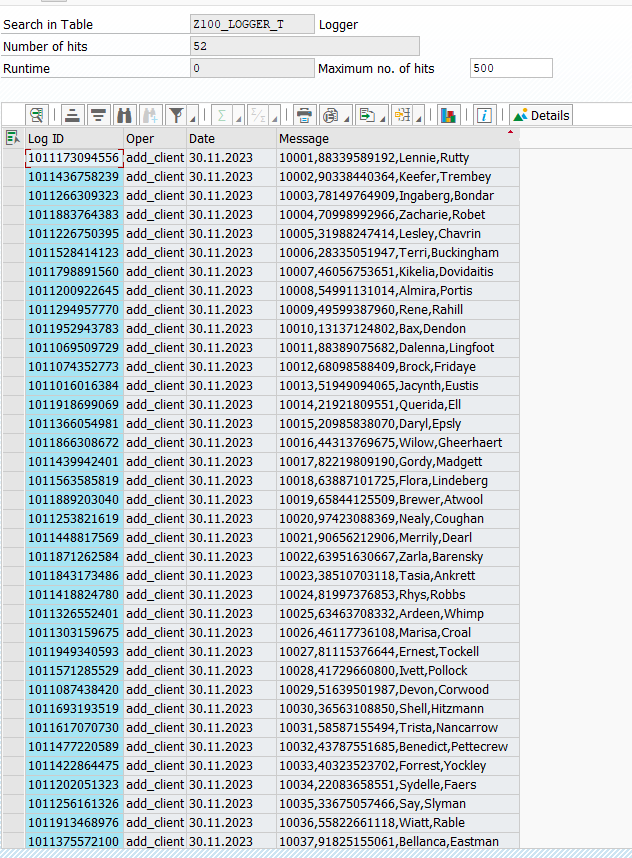 Search in Table Z100_LOGGER_T Logger
Number of hits 52
Runtime 0 Maximum no. of hits 500
Details
Log ID Oper Date Message
1011173094556 add_client 30.11.2023 10001,88339589192,Lennie,Rutty
1011436758239 add_client 30.11.2023 10002,90338440364,Keefer,Trembey
1011266309323 add_client 30.11.2023 10003,78149764909,Ingaberg,Bondar
1011883764383 add_client 30.11.2023 10004,70998992966,Zacharie,Robet
1011226750395 add_client 30.11.2023 10005,31988247414,Lesley,Chavrin
1011528414123 add_client 30.11.2023 10006,28335051947,Terri,Buckingham
1011798891560 add_client 30.11.2023 10007,46056753651,Kikelia,Dovidaitis
1011200922645 add_client 30.11.2023 10008,54991131014,Almira,Portis
1011294957770 add_client 30.11.2023 10009,49599387960,Rene,Rahill
1011952943783 add_client 30.11.2023 10010,13137124802,Bax,Dendon
1011069509729 add_client 30.11.2023 10011,88389075682,Dalenna,Lingfoot
1011074352773 add_client 30.11.2023 10012,68098588409,Brock,Fridaye
1011016016384 add_client 30.11.2023 10013,51949094065,Jacynth,Eustis
1011918699069 add_client 30.11.2023 10014,21921809551,Querida,Ell
1011366054981 add_client 30.11.2023 10015,20985838070,Daryl,Epsly
1011866308672 add_client 30.11.2023 10016,44313769675,Wilow,Gheerhaert
1011439942401 add_client 30.11.2023 10017,82219809190,Gordy,Madgett
1011563585819 add_client 30.11.2023 10018,63887101725,Flora,Lindeberg
1011889203040 add_client 30.11.2023 10019,65844125509,Brewer,Atwool
1011253821619 add_client 30.11.2023 10020,97423088369,Nealy,Coughan
1011448817569 add_client 30.11.2023 10021,90656212906,Merrily,Dearl
1011871262584 add_client 30.11.2023 10022,63951630667,Zarla,Barensky
1011843173486 add_client 30.11.2023 10023,38510703118,Tasia,Ankrett
1011418824780 add_client 30.11.2023 10024,81997376853,Rhys,Robbs
1011326552401 add_client 30.11.2023 10025,63463708332,Ardeen,Whimp
1011303159675 add_client 30.11.2023 10026,46117736108,Marisa,Croal
1011949340593 add_client 30.11.2023 10027,81115376644,Ernest,Tockell
1011571285529 add_client 30.11.2023 10028,41729660800,Ivett,Pollock
1011087438420 add_client 30.11.2023 10029,51639501987,Devon,Corwood
1011693193519 add_client 30.11.2023 10030,36563108850,Shell,Hitzmann
1011617070730 add_client 30.11.2023 10031,58587155494,Trista,Nancarrow
1011477220589 add_client 30.11.2023 10032,43787551685,Benedict,Pettecrew
1011422864475 add_client 30.11.2023 10033,40323523702,Forrest,Yockley
1011202051323 add_client 30.11.2023 10034,22083658551,Sydelle,Faers
1011256161326 add_client 30.11.2023 10035,33675057466,Say,Slyman
1011913468976 add_client 30.11.2023 10036,55822661118,Wiatt,Rable
1011375572100 add_client 30.11.2023 10037,91825155061,Bellanca,Eastman